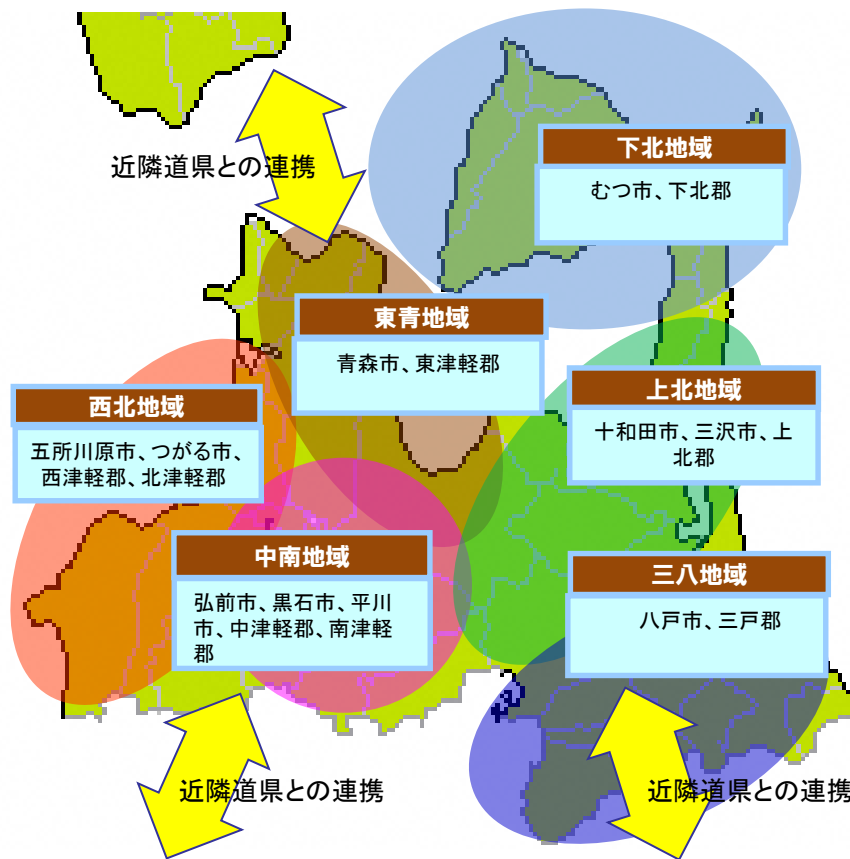 近隣道県との連携
下北地域
むつ市、下北郡
東青地域
青森市、東津軽郡
西北地域
五所川原市、つがる市、
西津軽郡、北津軽郡
上北地域
十和田市、三沢市、上
北郡
中南地域
弘前市、黒石市、平川
市、中津軽郡、南津軽
郡
三八地域
八戸市、三戸郡
近隣道県との連携
近隣道県との連携